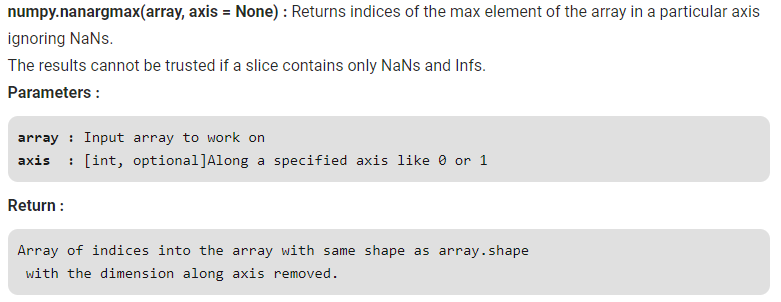 numpy.nanargmax(array, axis = None) : Returns indices of the max element of the array in a particular axis
ignoring NaNs.
The results cannot be trusted if a slice contains only NaNs and Infs.
Parameters :
array : Input array to work on
axis  : [int, optional]Along a specified axis like 0 or 1
Return :
Array of indices into the array with same shape as array.shape
with the dimension along axis removed.